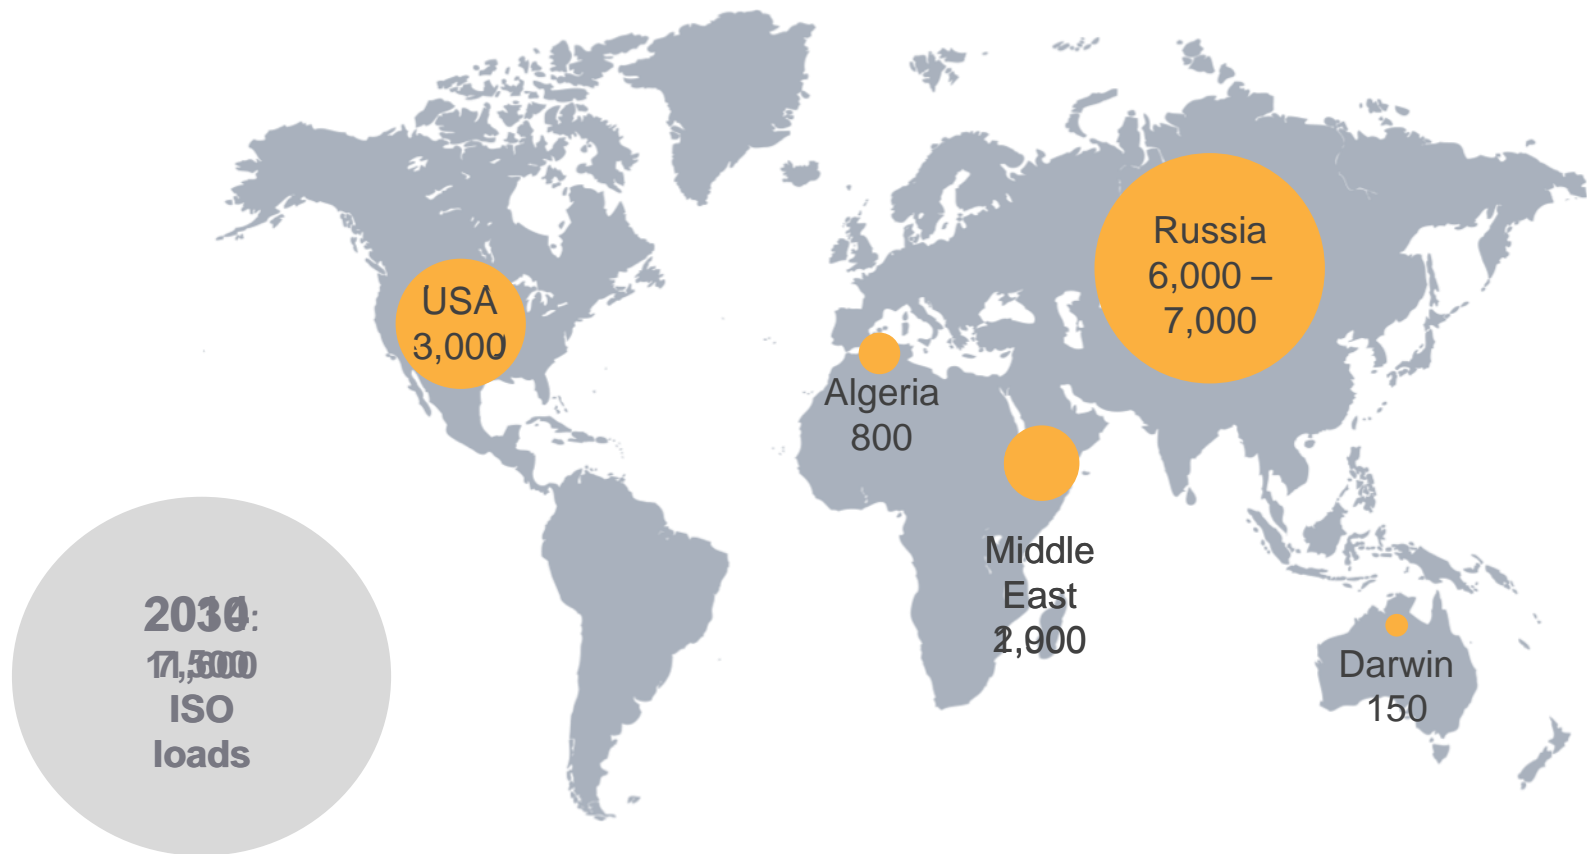 Russia
6,000 –
7,000
USA
3,000
Algeria
800
Middle
East
ISO
loads
Darwin
150